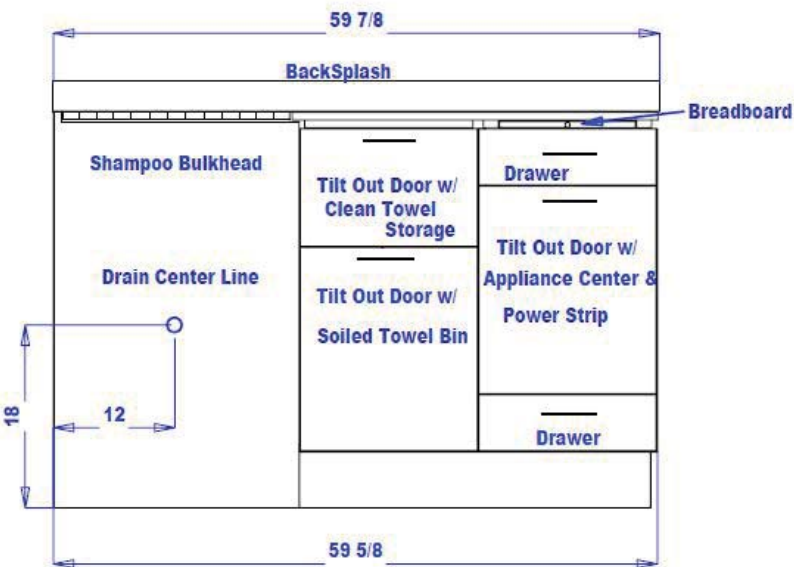 59 7/8
BackSplash
Breadboard
Shampoo Bulkhead
Tilt Out Door w/
Clean Towel
Storage
Drawer
Drain Center Line
Tilt Out Door w/
Soiled Towel Bin
Tilt Out Door w/
Appliance Center &
Power Strip
18
12
Drawer
59 5/8